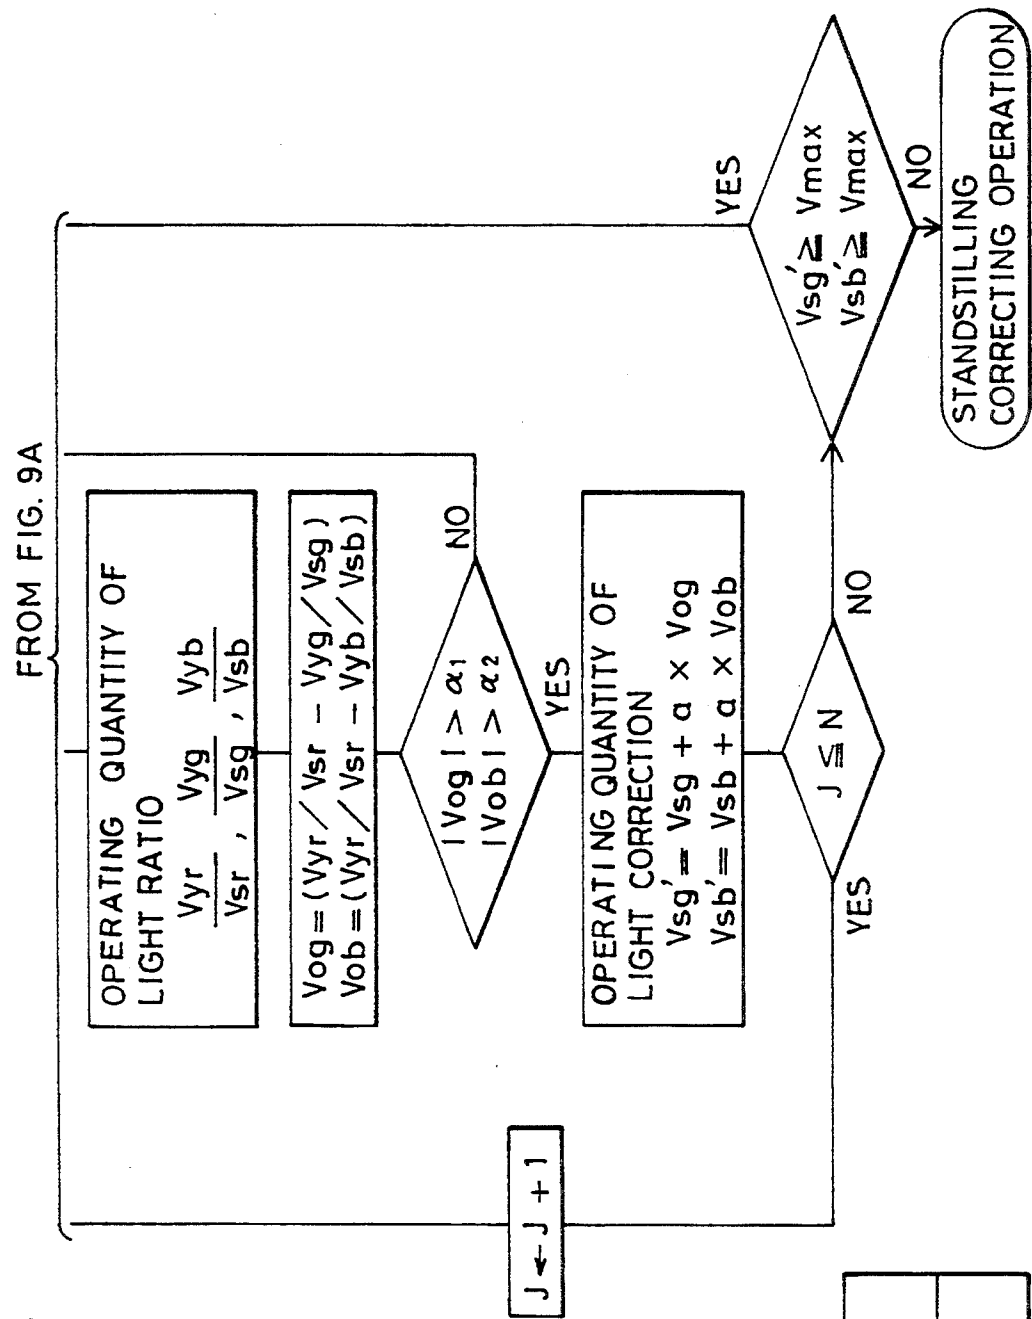 FROM FIG. 9A
OPERATING QUANTITY OF
LIGHT RATIO
Vyr/Vsr, Vyg/Vsg, Vyb/Vsb
Vog=(Vyr/Vsr - Vyg/Vsg)
Vob=(Vyr/Vsr - Vyb/Vsb)
|Vog| > α1
|Vob| > α2
NO
YES
OPERATING QUANTITY OF
LIGHT CORRECTION
Vsg' = Vsg + a × Vog
Vsb' = Vsb + a × Vob
J ≦ N
YES
NO
J ← J + 1
Vsg' ≧ Vmax
Vsb' ≧ Vmax
YES
NO
STANDSTILLING
CORRECTING OPERATION